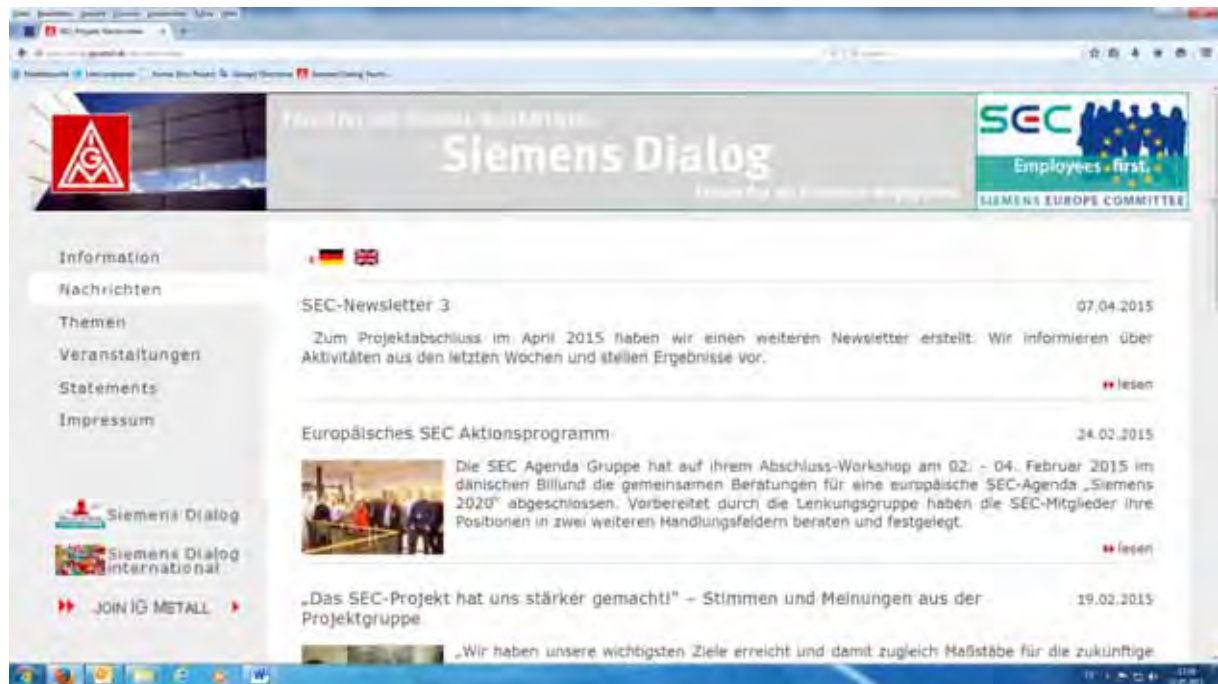 IGM
Siemens Dialog
SEC
Employees first.
SIEMENS EUROPE COMMITTEE
Information
Nachrichten
Themen
Veranstaltungen
Statements
Impressum
Siemens Dialog
Siemens Dialog
international
JOIN IG METALL
SEC-Newsletter 3
07.04.2015
Zum Projektabschluss im April 2015 haben wir einen weiteren Newsletter erstellt. Wir informieren über
Aktivitäten aus den letzten Wochen und stellen Ergebnisse vor.
lesen
Europäisches SEC Aktionsprogramm
24.02.2015
Die SEC Agenda Gruppe hat auf ihrem Abschluss-Workshop am 02. - 04. Februar 2015 im
dänischen Billund die gemeinsamen Beratungen für eine europäische SEC-Agenda „Siemens
2020" abgeschlossen. Vorbereitet durch die Lenkungsgruppe haben die SEC-Mitglieder ihre
Positionen in zwei weiteren Handlungsfeldern beraten und festgelegt.
lesen
„Das SEC-Projekt hat uns stärker gemacht!" – Stimmen und Meinungen aus der
Projektgruppe
19.02.2015
„Wir haben unsere wichtigsten Ziele erreicht und damit zugleich Maßstäbe für die zukünftige